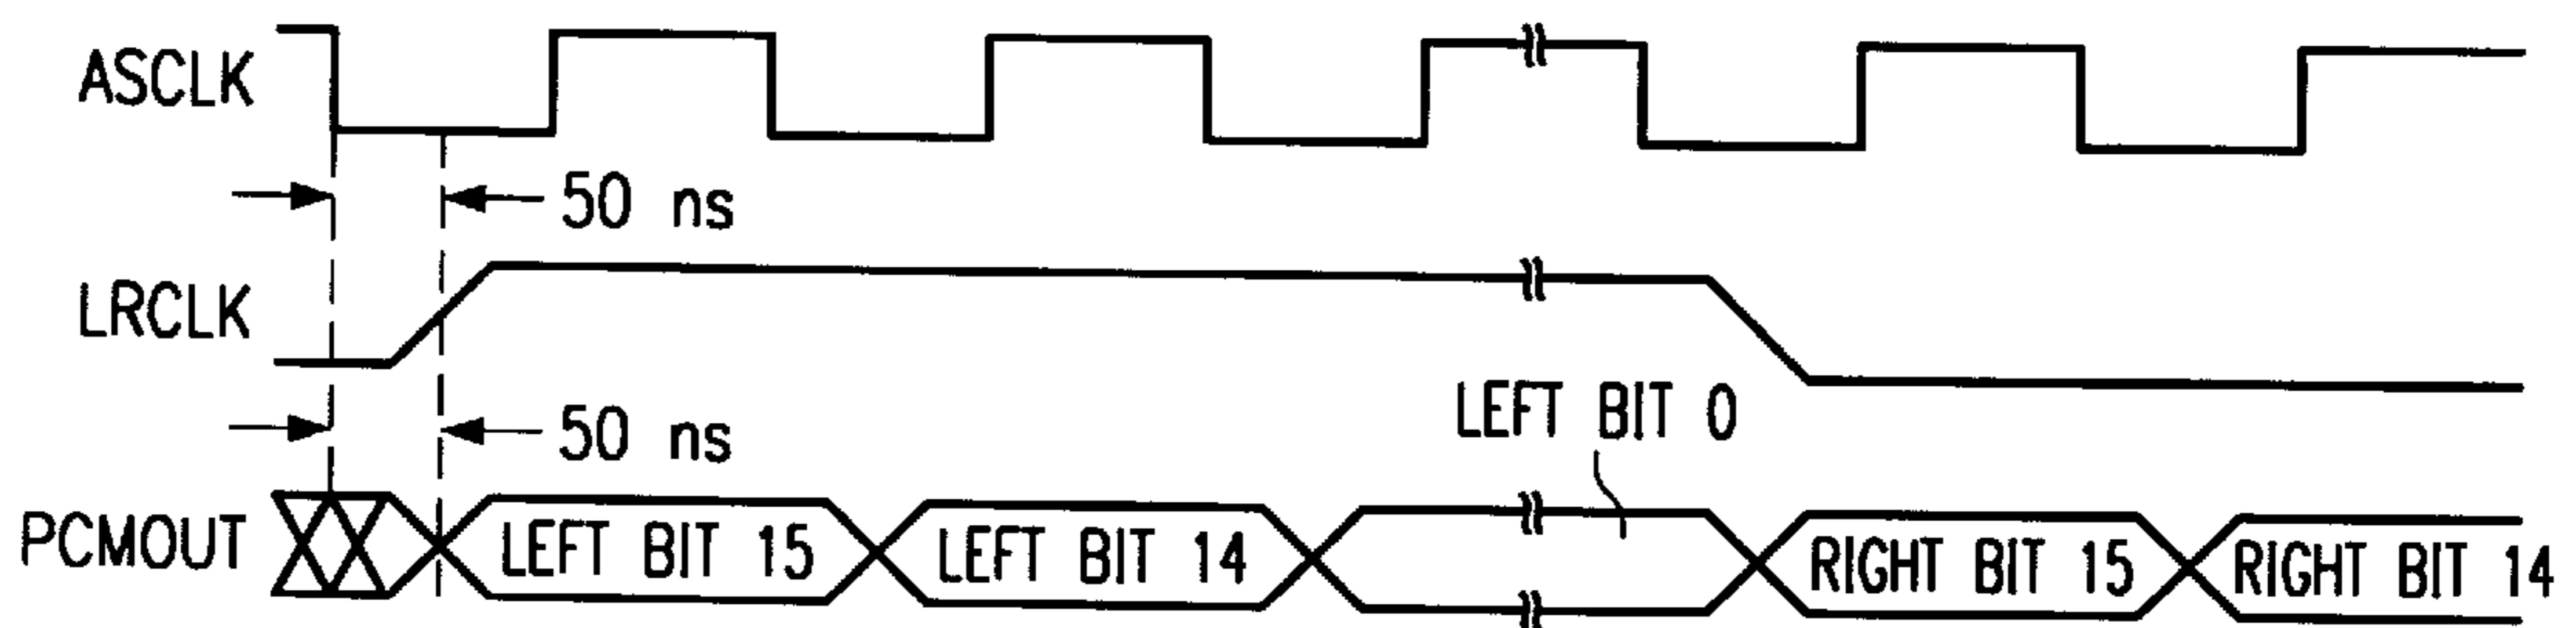 ASCLK
50 ns
LRCLK
LEFT BIT 0
50 ns
PCMOUT LEFT BIT 15 LEFT BIT 14 RIGHT BIT 15 RIGHT BIT 14